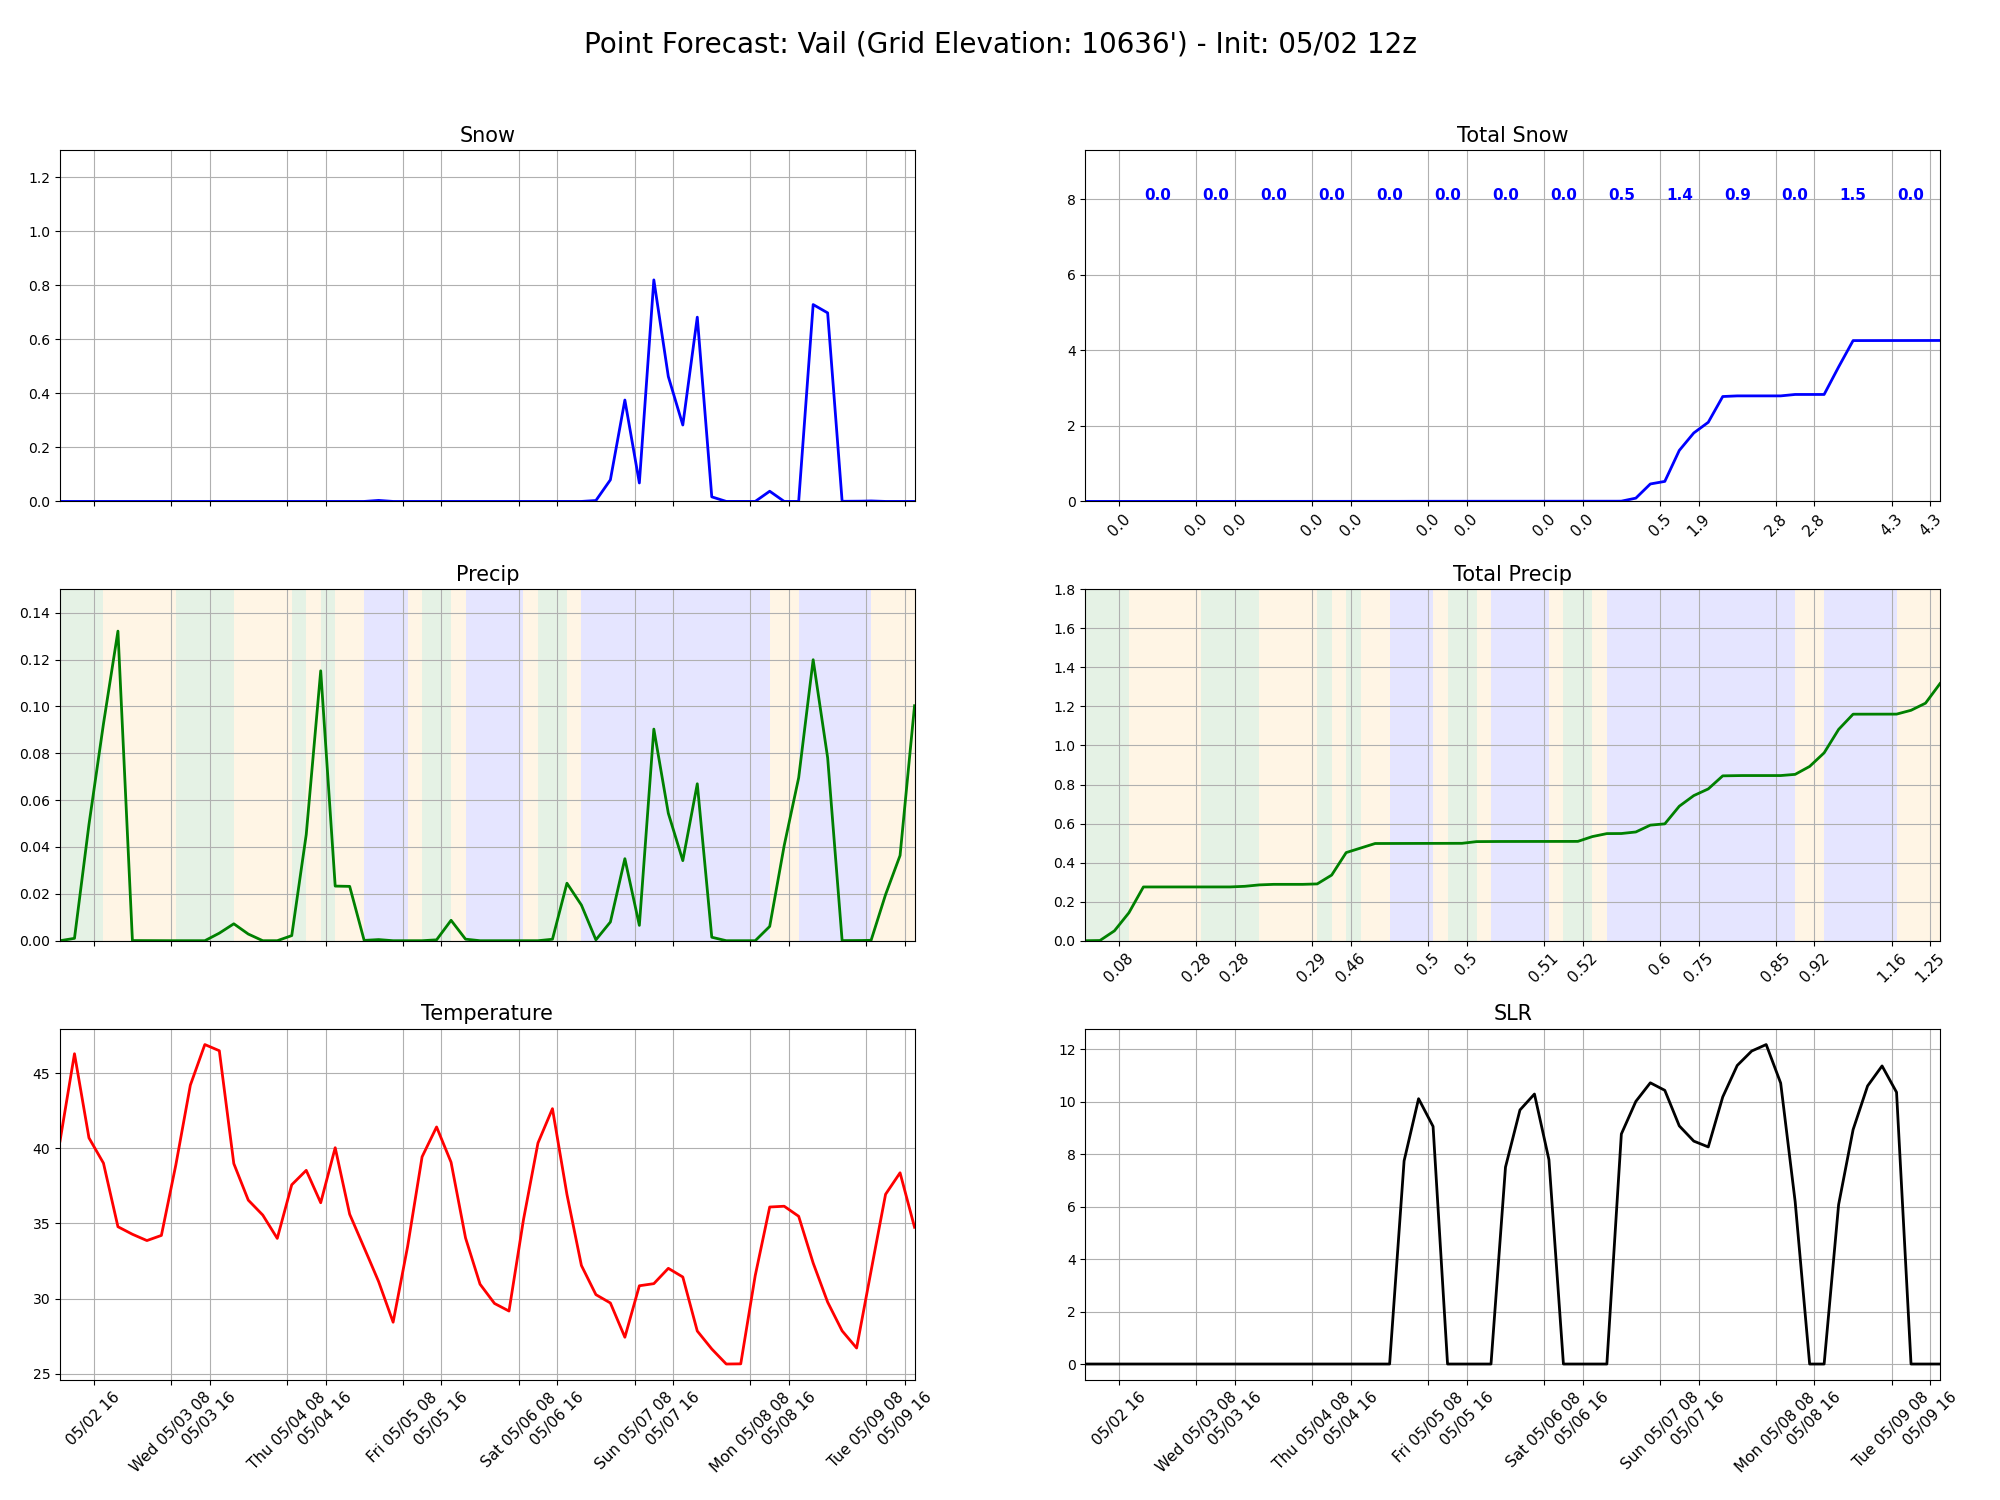 Point Forecast: Vail (Grid Elevation: 10636') - Init: 05/02 12z
Snow
1.2
1.0
0.8
0.6
0.4
0.2
0.0
Total Snow
0.0 0.0 0.0 0.0 0.0 0.0 0.0 0.0 0.5 1.4 0.9 0.0 1.5 0.0
8
6
4
2
0
0.0 0.0 0.0 0.0 0.0 0.0 0.0 0.0 0.0 0.5 1.9 2.8 2.8 4.3 4.3
Precip
0.14
0.12
0.10
0.08
0.06
0.04
0.02
0.00
Total Precip
1.8
1.6
1.4
1.2
1.0
0.8
0.6
0.4
0.2
0.0
0.08 0.28 0.28 0.29 0.46 0.5 0.5 0.51 0.52 0.6 0.75 0.85 0.92 1.16 1.25
Temperature
45
40
35
30
25
05/02 16
Wed 05/03 08
05/03 16
Thu 05/04 08
05/04 16
Fri 05/05 08
05/05 16
Sat 05/06 08
05/06 16
Sun 05/07 08
05/07 16
Mon 05/08 08
05/08 16
Tue 05/09 08
05/09 16
SLR
12
10
8
6
4
2
0
05/02 16
Wed 05/03 08
05/03 16
Thu 05/04 08
05/04 16
Fri 05/05 08
05/05 16
Sat 05/06 08
05/06 16
Sun 05/07 08
05/07 16
Mon 05/08 08
05/08 16
Tue 05/09 08
05/09 16